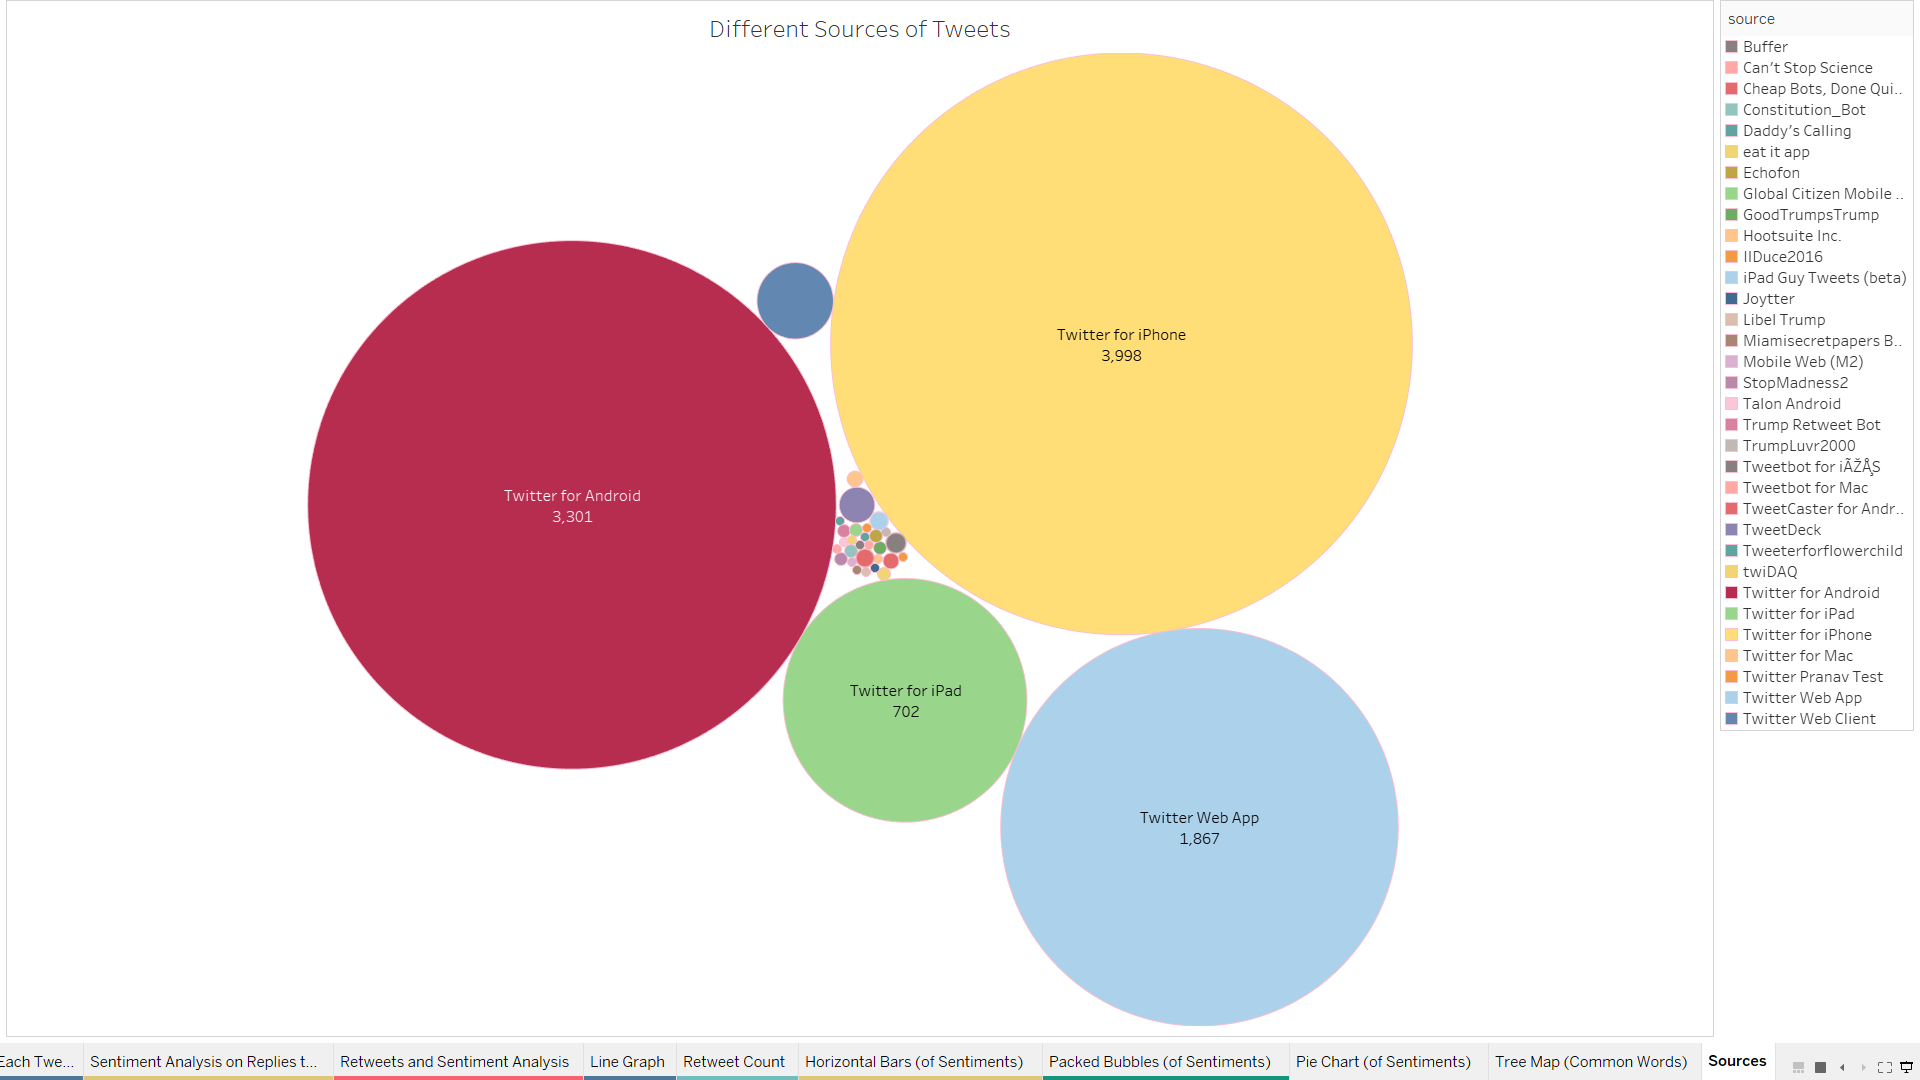 Different Sources of Tweets
Twitter for iPhone
3,998
Twitter for Android
3,301
Twitter for iPad
702
Twitter Web App
1,867
source
Buffer
Can’t Stop Science
Cheap Bots, Done Qui..
Constitution_Bot
Daddy’s Calling
eat it app
Echofon
Global Citizen Mobile ..
GoodTrumpsTrump
Hootsuite Inc.
IIDuce2016
iPad Guy Tweets (beta)
Joytter
Libel Trump
Miamisecretpapers B..
Mobile Web (M2)
StopMadness2
Talon Android
Trump Retweet Bot
TrumpLuvr2000
Tweetbot for iÃŽÅŞ
Tweetbot for Mac
TweetCaster for Andr..
TweetDeck
Tweeterforflowerchild
twiDAQ
Twitter for Android
Twitter for iPad
Twitter for iPhone
Twitter for Mac
Twitter Pranav Test
Twitter Web App
Twitter Web Client
Each Twe...
Sentiment Analysis on Replies t...
Retweets and Sentiment Analysis
Line Graph
Retweet Count
Horizontal Bars (of Sentiments)
Packed Bubbles (of Sentiments)
Pie Chart (of Sentiments)
Tree Map (Common Words)
Sources